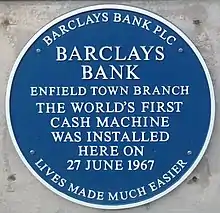 BARCLAYS BANK PLC
BARCLAYS
BANK
ENFIELD TOWN BRANCH
THE WORLD'S FIRST
CASH MACHINE
WAS INSTALLED
HERE ON
27 JUNE 1967
LIVES MADE MUCH EASIER